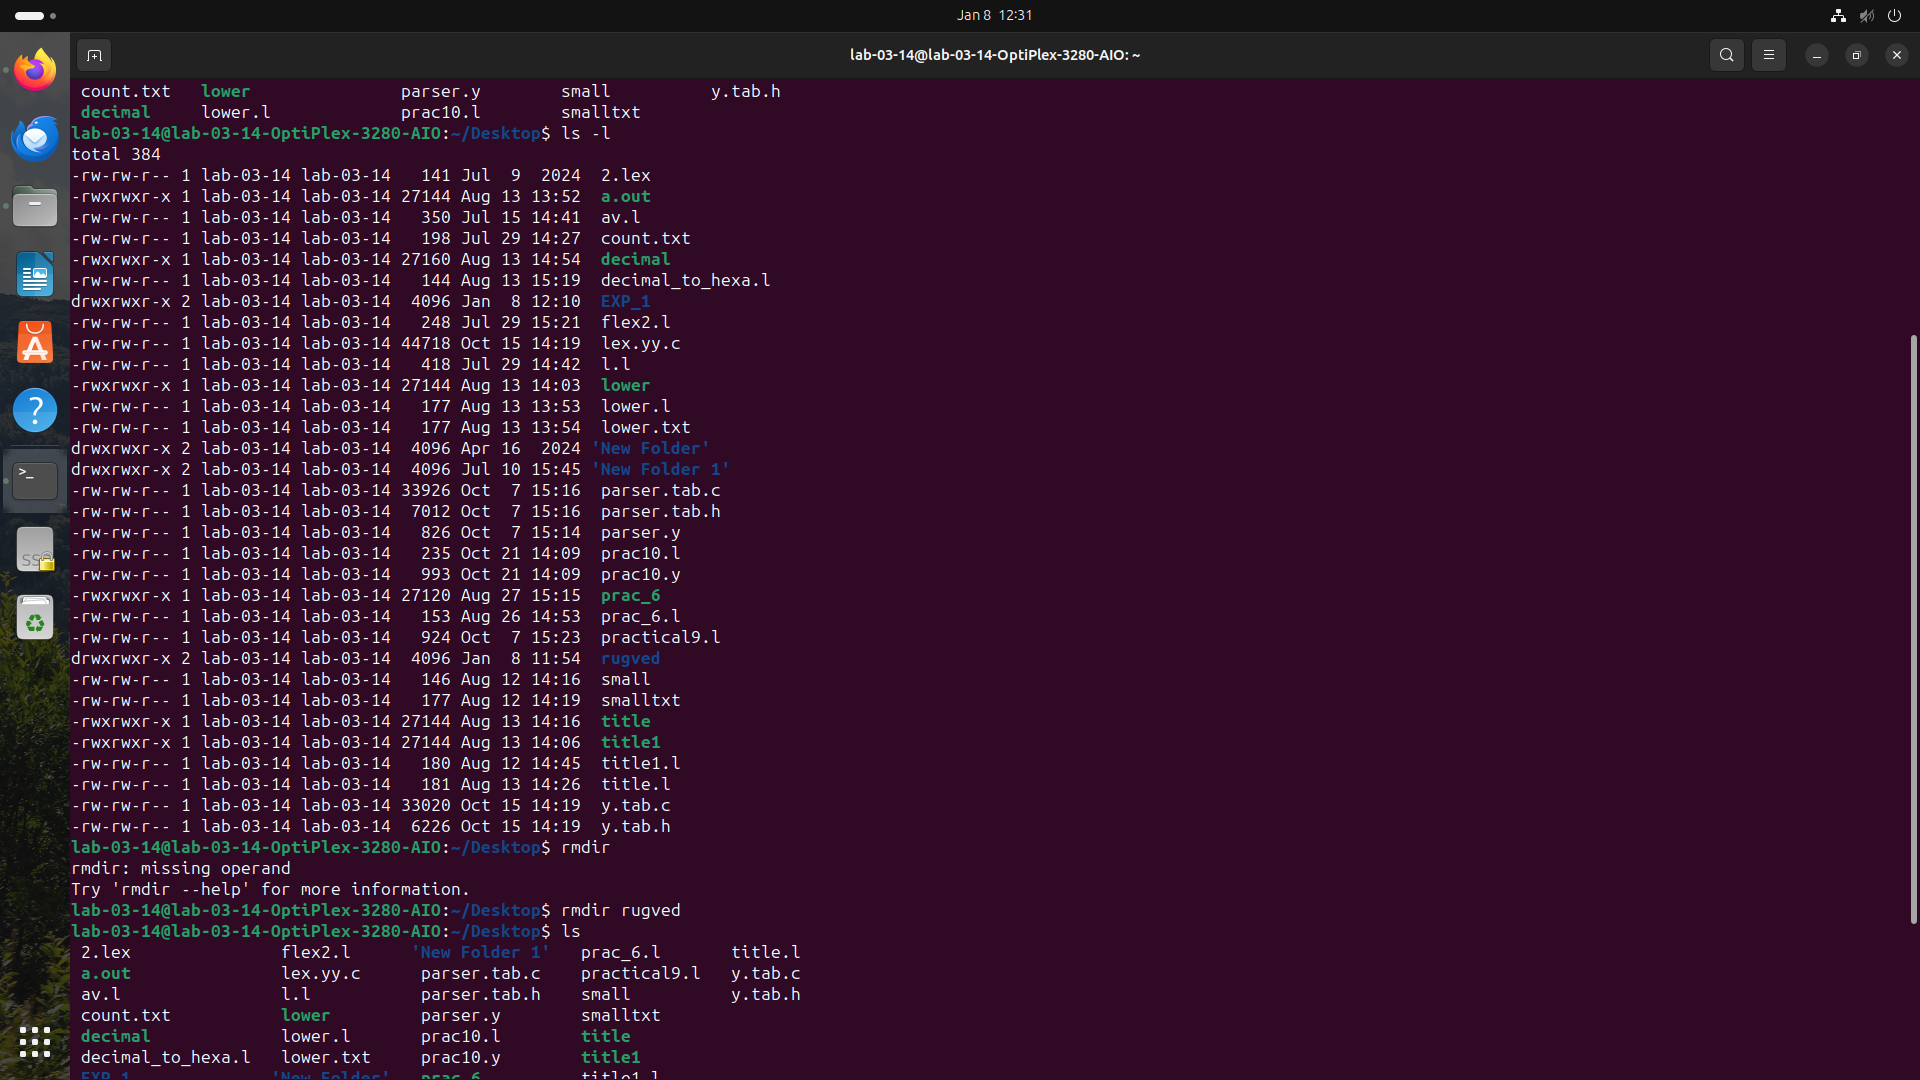 Jan 8 12:31
lab-03-14@lab-03-14-OptiPlex-3280-AIO: ~
count.txt lower parser.y small y.tab.h
decimal lower.l prac10.l smalltxt
lab-03-14@lab-03-14-OptiPlex-3280-AIO:~/Desktop$ ls -l
total 384
-rw-rw-r-- 1 lab-03-14 lab-03-14 141 Jul 9 2024 2.lex
-rwxrwxr-x 1 lab-03-14 lab-03-14 27144 Aug 13 13:52 a.out
-rw-rw-r-- 1 lab-03-14 lab-03-14 350 Jul 15 14:41 av.l
-rw-rw-r-- 1 lab-03-14 lab-03-14 198 Jul 29 14:27 count.txt
-rwxrwxr-x 1 lab-03-14 lab-03-14 27160 Aug 13 14:54 decimal
-rw-rw-r-- 1 lab-03-14 lab-03-14 144 Aug 13 15:19 decimal_to_hexa.l
drwxrwxr-x 2 lab-03-14 lab-03-14 4096 Jan 8 12:10 EXP_1
-rw-rw-r-- 1 lab-03-14 lab-03-14 248 Jul 29 15:21 flex2.l
-rw-rw-r-- 1 lab-03-14 lab-03-14 44718 Oct 15 14:19 lex.yy.c
-rw-rw-r-- 1 lab-03-14 lab-03-14 418 Jul 29 14:42 l.l
-rwxrwxr-x 1 lab-03-14 lab-03-14 27144 Aug 13 14:03 lower
-rw-rw-r-- 1 lab-03-14 lab-03-14 177 Aug 13 13:53 lower.l
-rw-rw-r-- 1 lab-03-14 lab-03-14 177 Aug 13 13:54 lower.txt
drwxrwxr-x 2 lab-03-14 lab-03-14 4096 Apr 16 2024 'New Folder'
drwxrwxr-x 2 lab-03-14 lab-03-14 4096 Jul 10 15:45 'New Folder 1'
-rw-rw-r-- 1 lab-03-14 lab-03-14 33926 Oct 7 15:16 parser.tab.c
-rw-rw-r-- 1 lab-03-14 lab-03-14 7012 Oct 7 15:16 parser.tab.h
-rw-rw-r-- 1 lab-03-14 lab-03-14 826 Oct 7 15:14 parser.y
-rw-rw-r-- 1 lab-03-14 lab-03-14 235 Oct 21 14:09 prac10.l
-rw-rw-r-- 1 lab-03-14 lab-03-14 993 Oct 21 14:09 prac10.y
-rwxrwxr-x 1 lab-03-14 lab-03-14 27120 Aug 27 15:15 prac_6
-rw-rw-r-- 1 lab-03-14 lab-03-14 153 Aug 26 14:53 prac_6.l
-rw-rw-r-- 1 lab-03-14 lab-03-14 924 Oct 7 15:23 practical9.l
drwxrwxr-x 2 lab-03-14 lab-03-14 4096 Jan 8 11:54 rugved
-rw-rw-r-- 1 lab-03-14 lab-03-14 146 Aug 12 14:16 small
-rw-rw-r-- 1 lab-03-14 lab-03-14 177 Aug 12 14:19 smalltxt
-rwxrwxr-x 1 lab-03-14 lab-03-14 27144 Aug 13 14:16 title
-rwxrwxr-x 1 lab-03-14 lab-03-14 27144 Aug 13 14:06 title1
-rw-rw-r-- 1 lab-03-14 lab-03-14 180 Aug 12 14:45 title1.l
-rw-rw-r-- 1 lab-03-14 lab-03-14 181 Aug 13 14:26 title.l
-rw-rw-r-- 1 lab-03-14 lab-03-14 33020 Oct 15 14:19 y.tab.c
-rw-rw-r-- 1 lab-03-14 lab-03-14 6226 Oct 15 14:19 y.tab.h
lab-03-14@lab-03-14-OptiPlex-3280-AIO:~/Desktop$ rmdir
rmdir: missing operand
Try 'rmdir --help' for more information.
lab-03-14@lab-03-14-OptiPlex-3280-AIO:~/Desktop$ rmdir rugved
lab-03-14@lab-03-14-OptiPlex-3280-AIO:~/Desktop$ ls
2.lex flex2.l 'New Folder 1' prac_6.l title.l
a.out lex.yy.c parser.tab.c practical9.l y.tab.c
av.l l.l parser.tab.h small y.tab.h
count.txt lower parser.y smalltxt
decimal lower.l prac10.l title
decimal_to_hexa.l lower.txt prac10.y title1
EXP_1 'New Folder' prac_6 title1.l